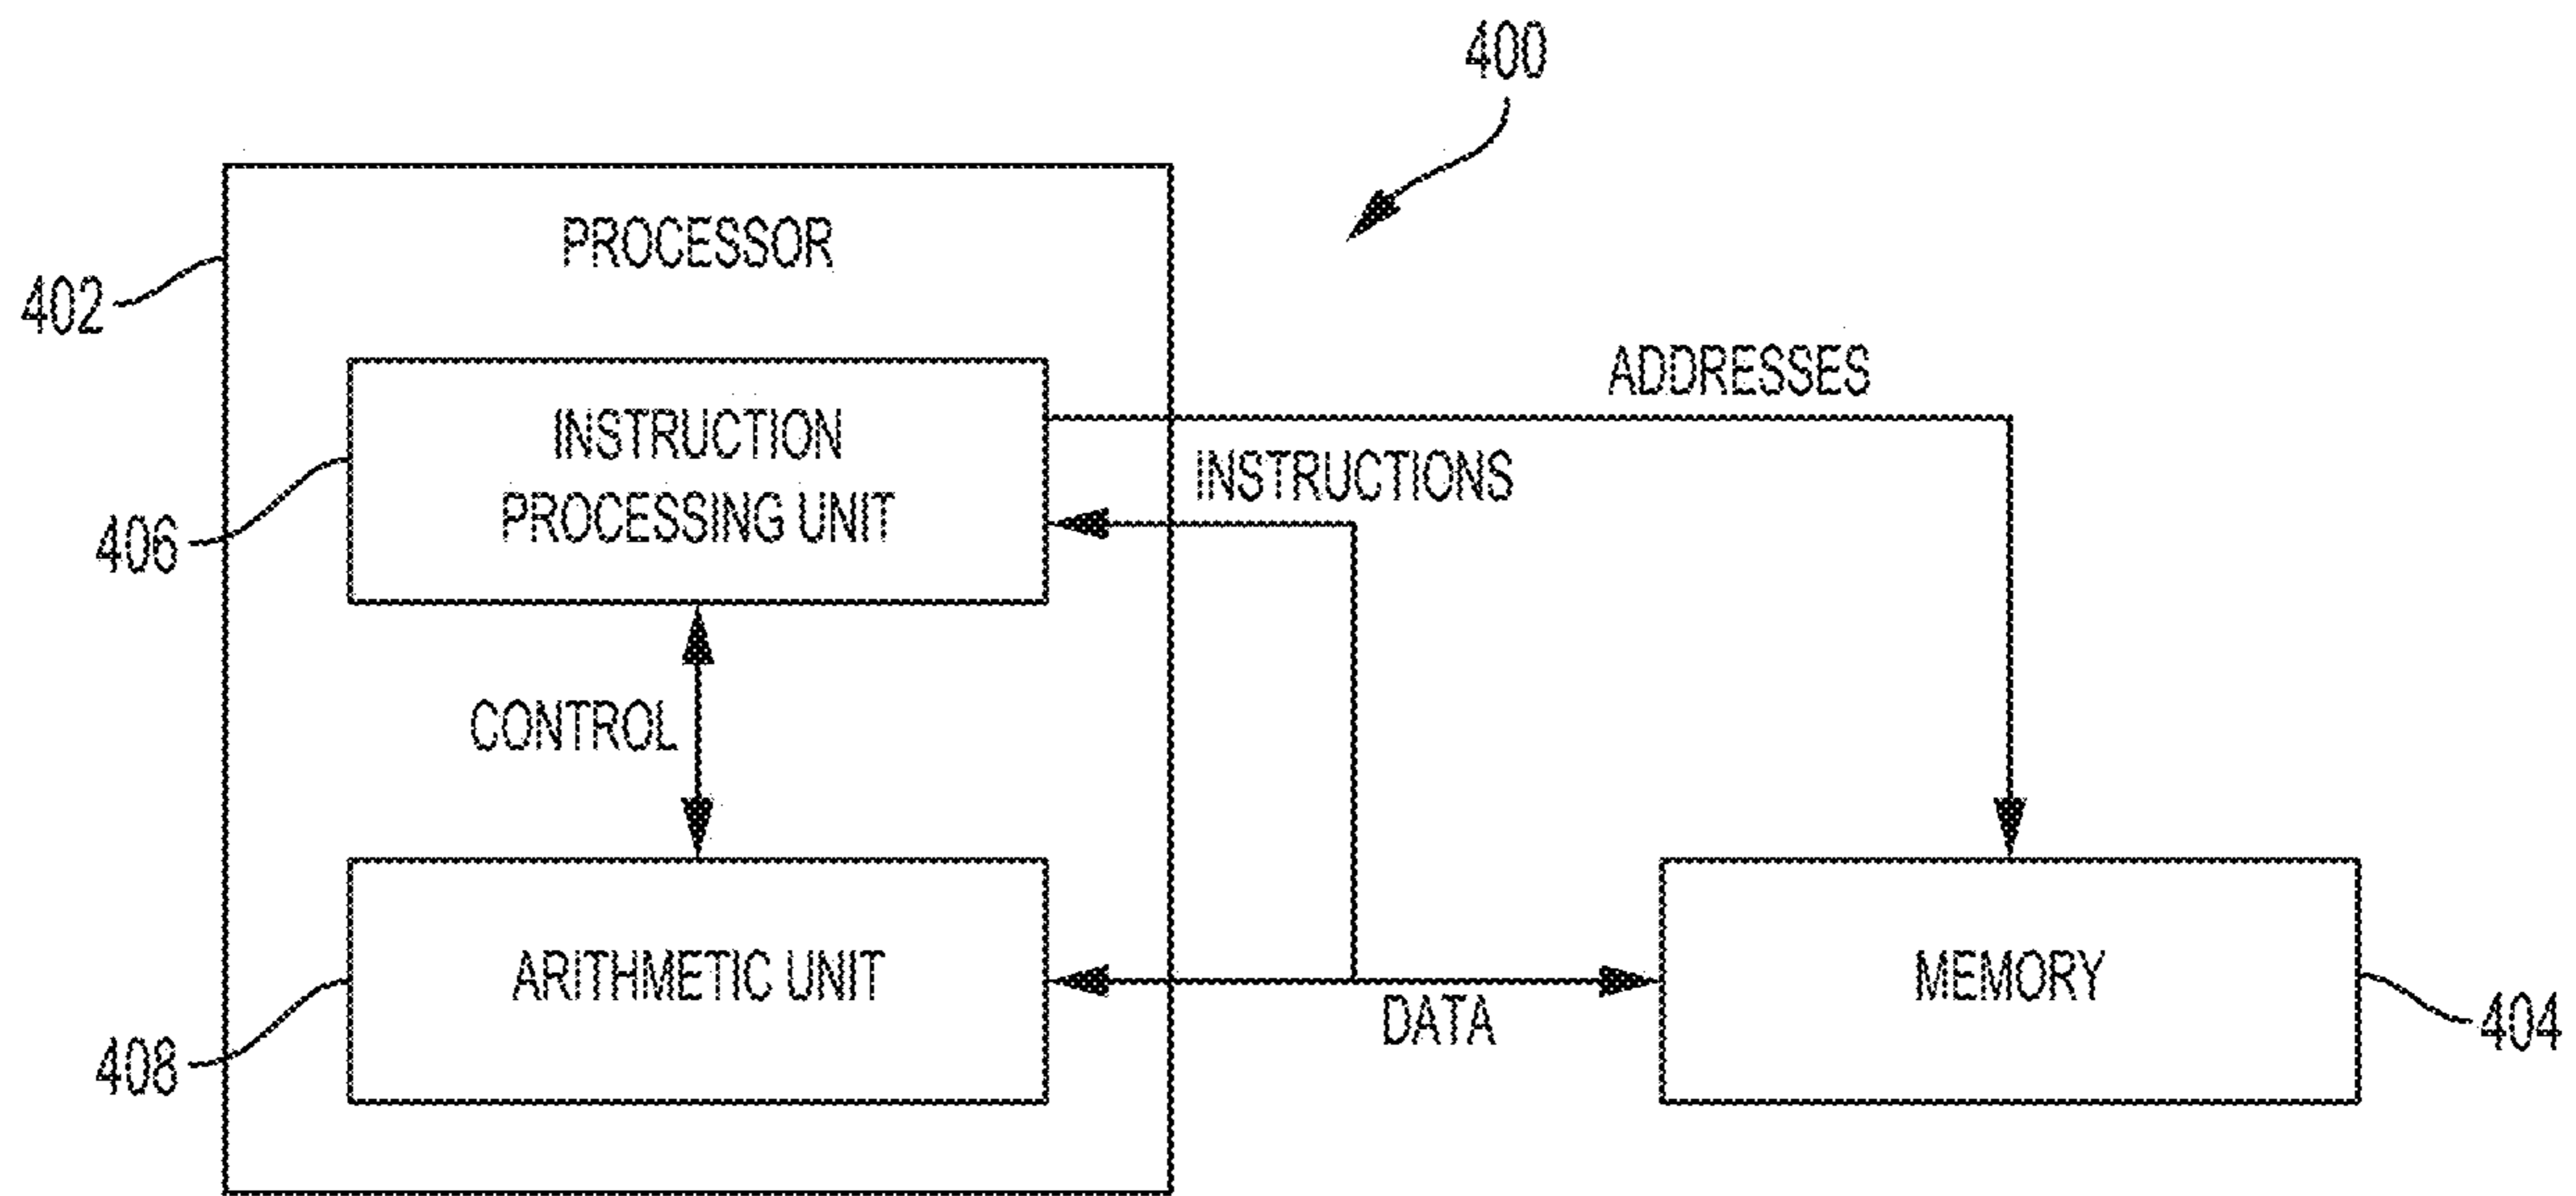 400
PROCESSOR
402
ADDRESSES
INSTRUCTION
PROCESSING UNIT
INSTRUCTIONS
406
CONTROL
ARITHMETIC UNIT
MEMORY
DATA
404
408